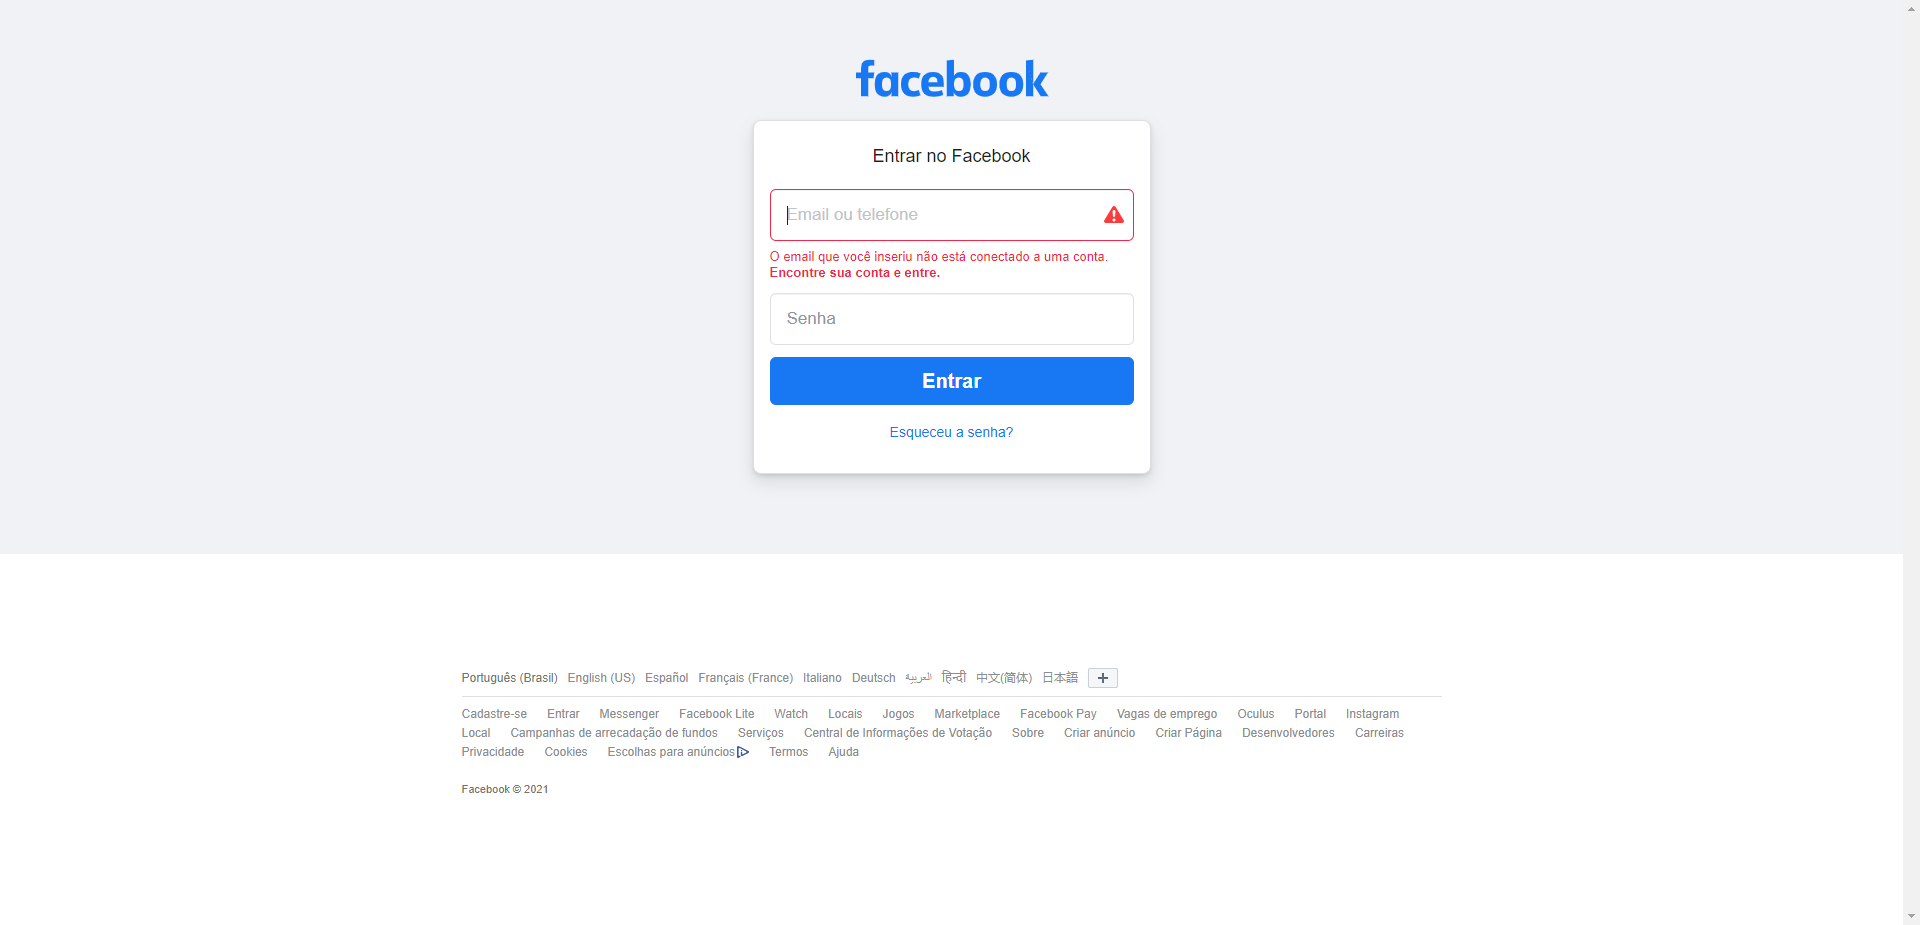 facebook
Entrar no Facebook
Email ou telefone
O email que você inseriu não está conectado a uma conta.
Encontre sua conta e entre.
Senha
Entrar
Esqueceu a senha?
Português (Brasil) English (US) Español Français (France) Italiano Deutsch العربية हिन्दी 中文(简体) 日本語
Cadastre-se Entrar Messenger Facebook Lite Watch Locais Jogos Marketplace Facebook Pay Vagas de emprego Oculus Portal Instagram
Local Campanhas de arrecadação de fundos Serviços Central de Informações de Votação Sobre Criar anúncio Criar Página Desenvolvedores Carreiras
Privacidade Cookies Escolhas para anúncios Termos Ajuda
Facebook © 2021